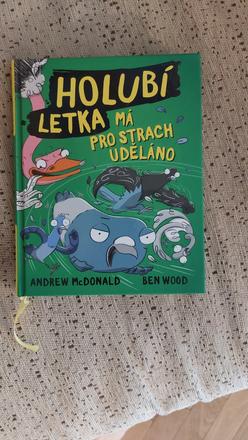 HOLUBÍ
LETKA MÁ
PRO STRACH
UDĚLÁNO
ANDREW McDONALD BEN WOOD